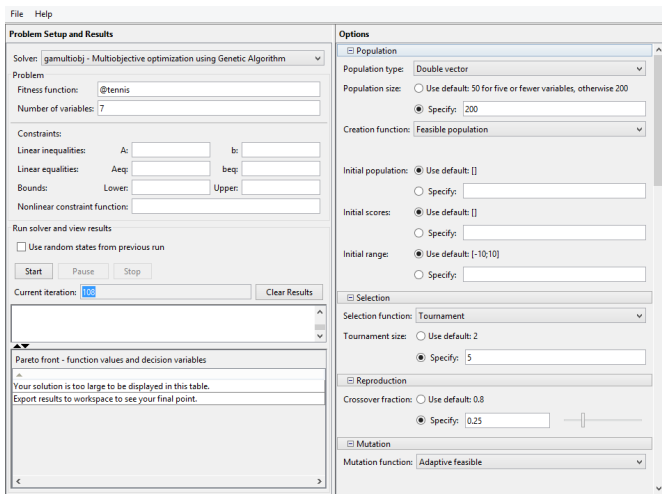 File Help
Problem Setup and Results
Solver: gamultiobj - Multiobjective optimization using Genetic Algorithm
Problem
Fitness function: @tennis
Number of variables: 7
Constraints:
Linear inequalities: A: b:
Linear equalities: Aeq: beq:
Bounds: Lower: Upper:
Nonlinear constraint function:
Run solver and view results
Use random states from previous run
Start Pause Stop
Current iteration: 108 Clear Results
Pareto front - function values and decision variables
Your solution is too large to be displayed in this table.
Export results to workspace to see your final point.
Options
Population
Population type: Double vector
Population size: Use default: 50 for five or fewer variables, otherwise 200
Specify: 200
Creation function: Feasible population
Initial population: Use default: []
Specify:
Initial scores: Use default: []
Specify:
Initial range: Use default: [-10;10]
Specify:
Selection
Selection function: Tournament
Tournament size: Use default: 2
Specify: 5
Reproduction
Crossover fraction: Use default: 0.8
Specify: 0.25
Mutation
Mutation function: Adaptive feasible